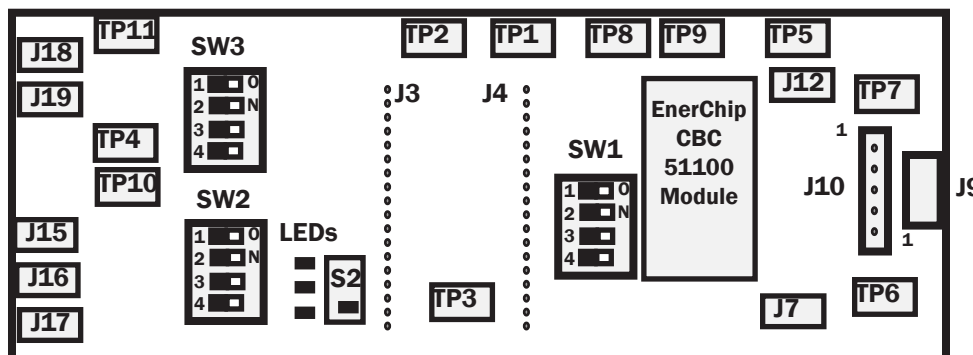 TP11
TP2
TP1
TP8
TP9
TP5
J18
SW3
J19
1 O
2 N
3
4
J3
J4
J12
TP7
EnerChip
CBC
51100
Module
TP4
TP10
SW1
1 O
2 N
3
4
1
J10
J9
1
SW2
1 O
2 N
3
4
J15
J16
J17
LEDs
S2
TP3
J7
TP6